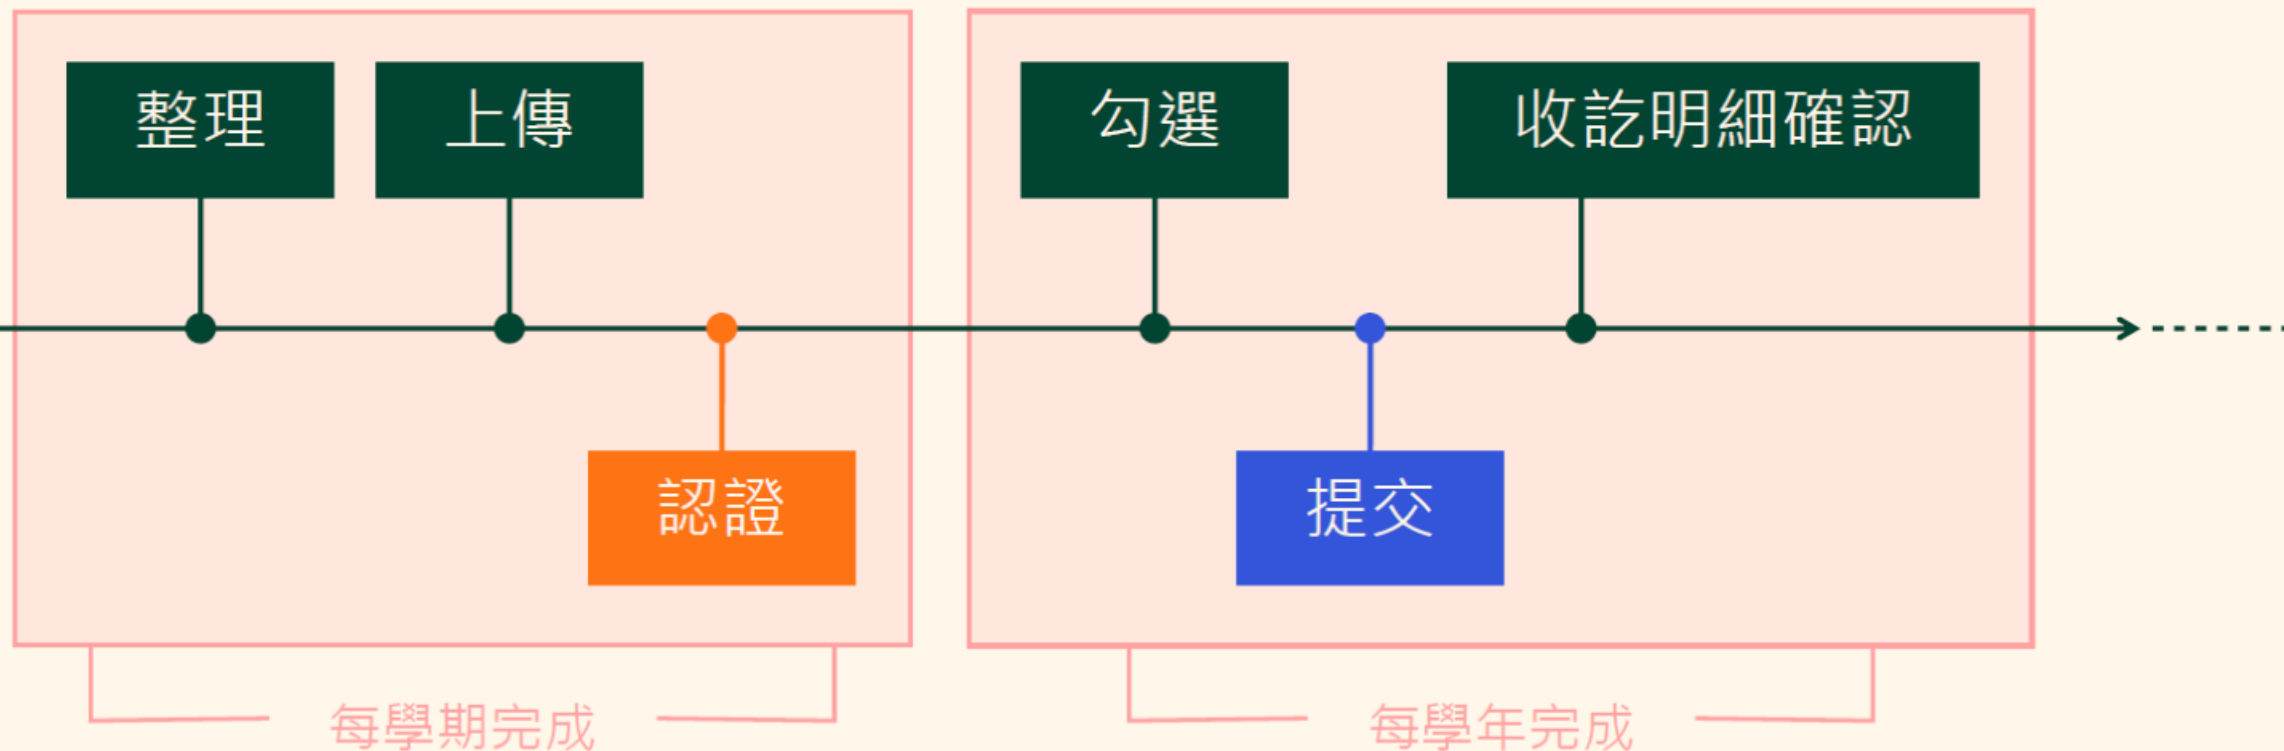 整理
上傳
認證
勾選
提交
收訖明細確認
每學期完成
每學年完成